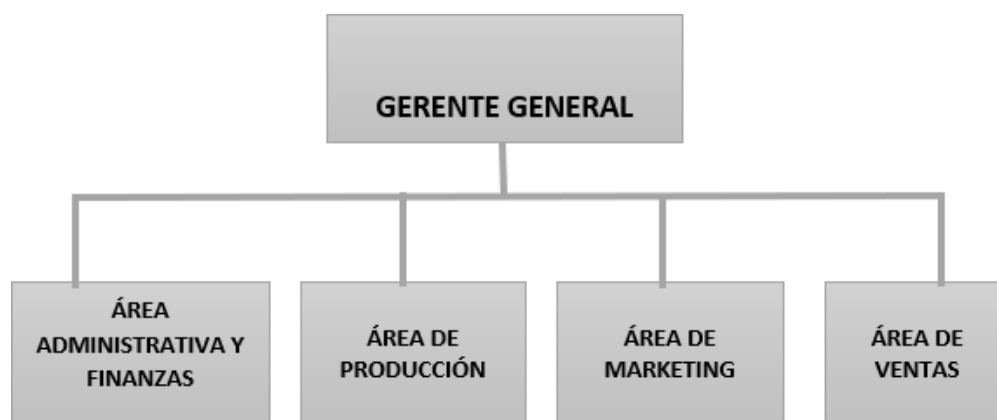 GERENTE GENERAL
ÁREA
ADMINISTRATIVA Y
FINANZAS
ÁREA DE
PRODUCCIÓN
ÁREA DE
MARKETING
ÁREA DE
VENTAS